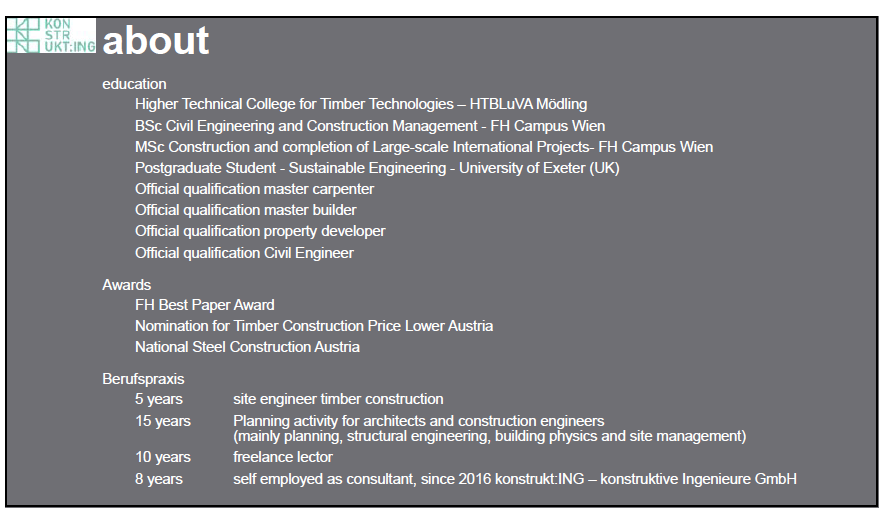 KON
STR
UKT:ING
about
education
Higher Technical College for Timber Technologies – HTBLuVA Mödling
BSc Civil Engineering and Construction Management - FH Campus Wien
MSc Construction and completion of Large-scale International Projects- FH Campus Wien
Postgraduate Student - Sustainable Engineering - University of Exeter (UK)
Official qualification master carpenter
Official qualification master builder
Official qualification property developer
Official qualification Civil Engineer
Awards
FH Best Paper Award
Nomination for Timber Construction Price Lower Austria
National Steel Construction Austria
Berufspraxis
5 years site engineer timber construction
15 years Planning activity for architects and construction engineers
(mainly planning, structural engineering, building physics and site management)
10 years freelance lector
8 years self employed as consultant, since 2016 konstrukt:ING – konstruktive Ingenieure GmbH